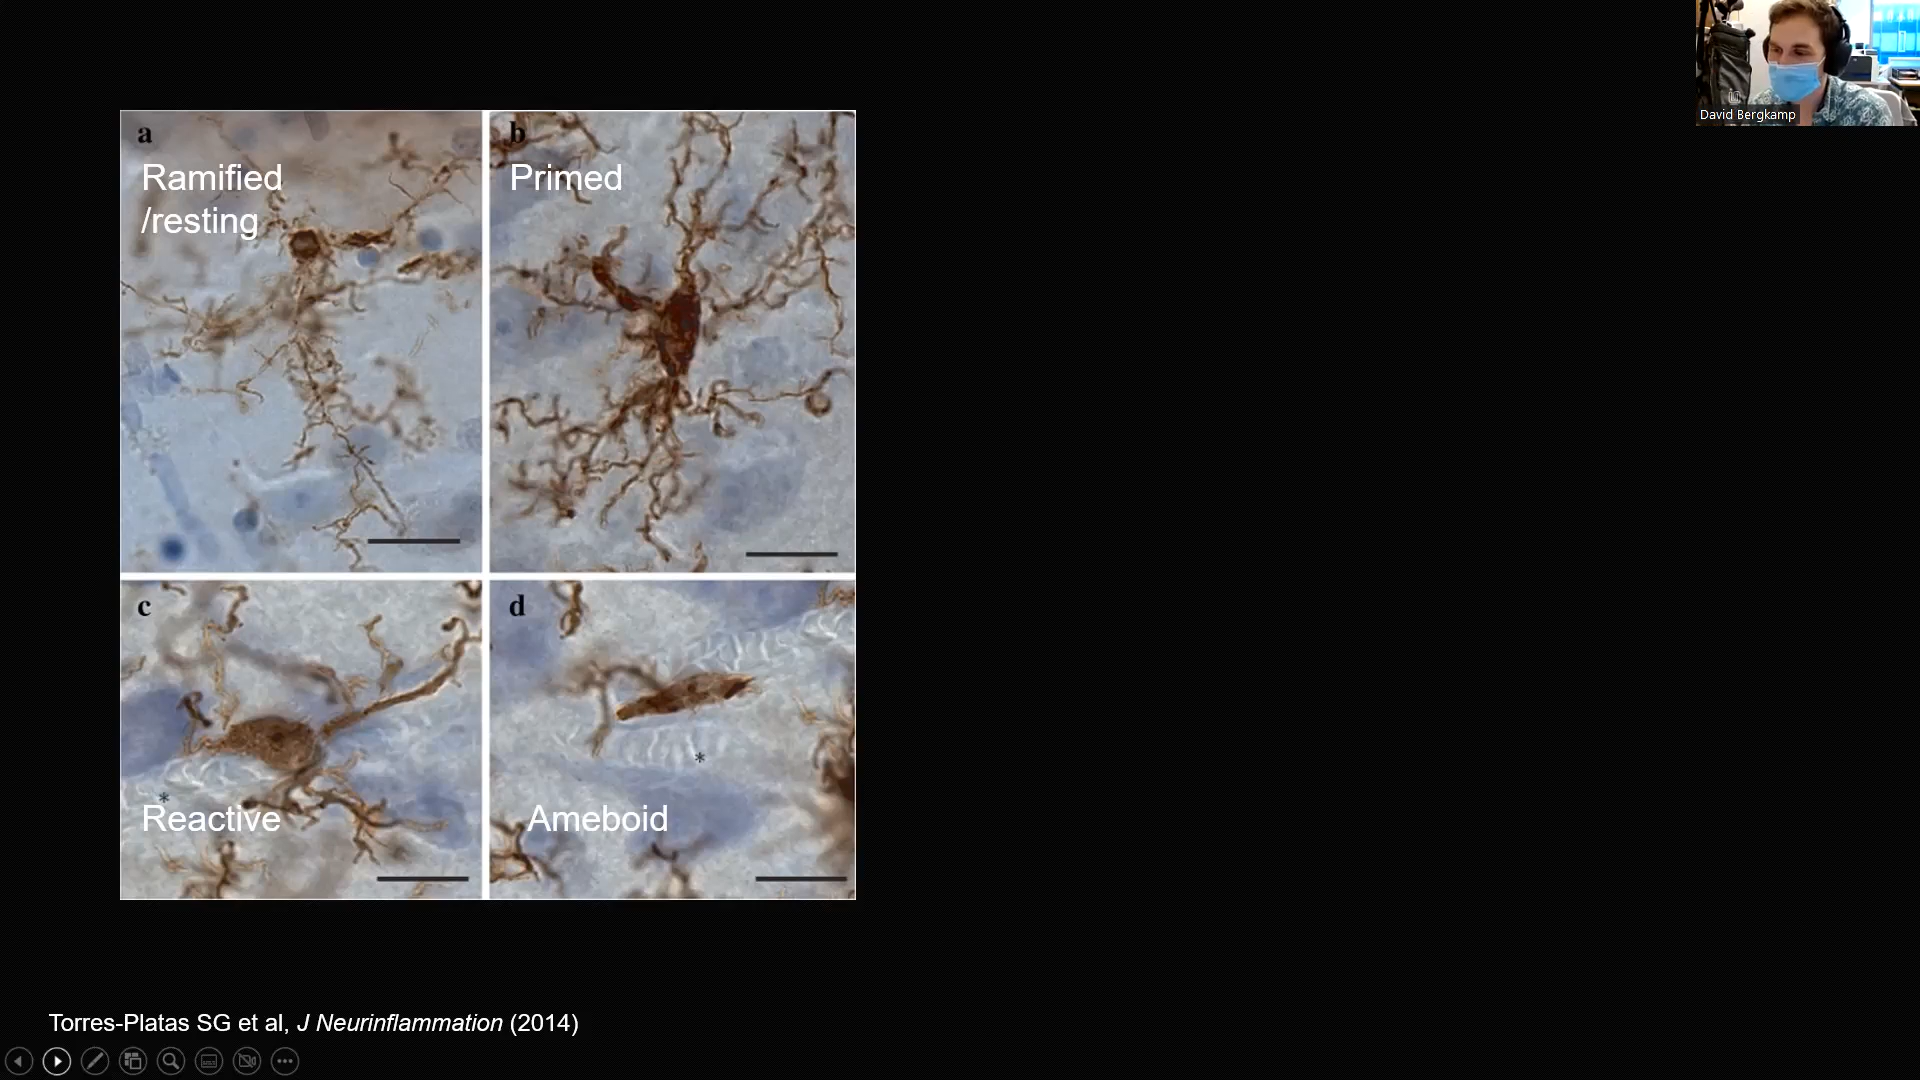 David Bergkamp
a
Ramified
/resting
b
Primed
c
*
Reactive
d
*
Ameboid
Torres-Platas SG et al, J Neurinflammation (2014)